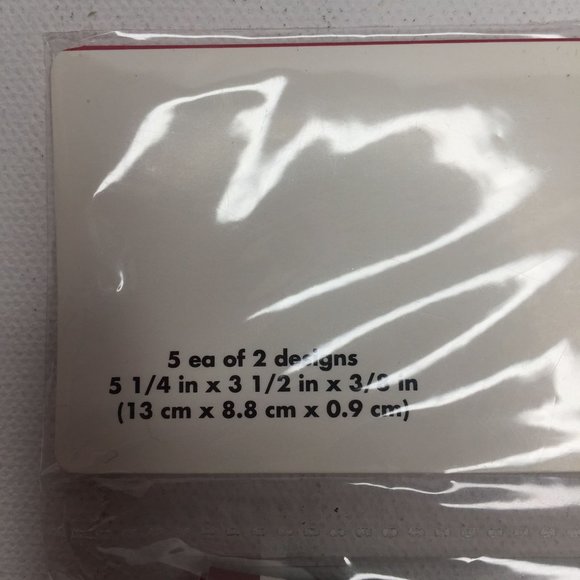 5 ea of 2 designs
5 1/4 in x 3 1/2 in x 3/8 in
(13 cm x 8.8 cm x 0.9 cm)